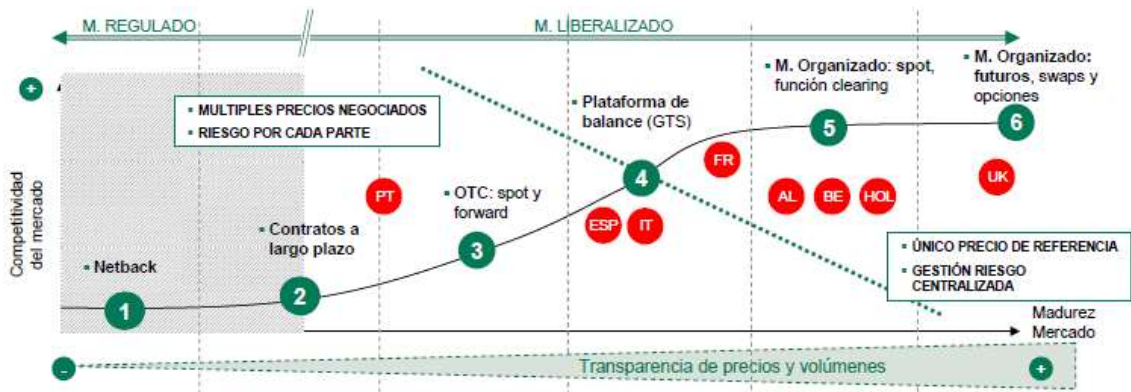 M. REGULADO
M. LIBERALIZADO
+
Competitividad
del mercado
▪ MULTIPLES PRECIOS NEGOCIADOS
▪ RIESGO POR CADA PARTE
▪ Netback
1
▪ Contratos a
largo plazo
2
PT
▪ OTC: spot y
forward
3
▪ Plataforma de
balance (GTS)
4
ESP
IT
FR
▪ M. Organizado: spot,
función clearing
5
AL
BE
HOL
▪ M. Organizado:
futuros, swaps y
opciones
6
UK
▪ ÚNICO PRECIO DE REFERENCIA
▪ GESTIÓN RIESGO
CENTRALIZADA
Madurez
Mercado
-
Transparencia de precios y volúmenes
+